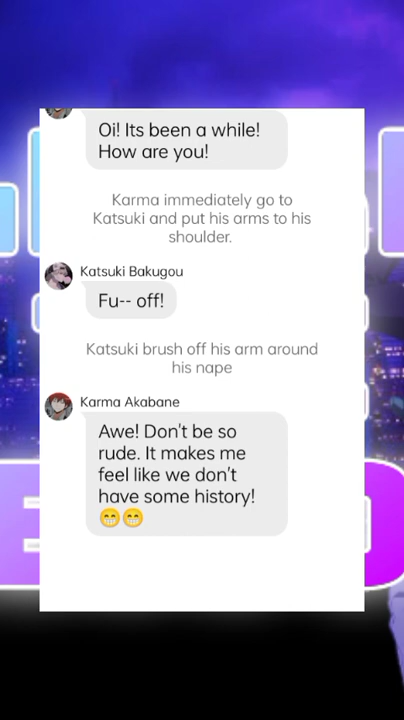 Oi! Its been a while!
How are you!
Karma immediately go to
Katsuki and put his arms to his
shoulder.
Katsuki Bakugou
Fu-- off!
Katsuki brush off his arm around
his nape
Karma Akabane
Awe! Don't be so
rude. It makes me
feel like we don't
have some history!
😁😁